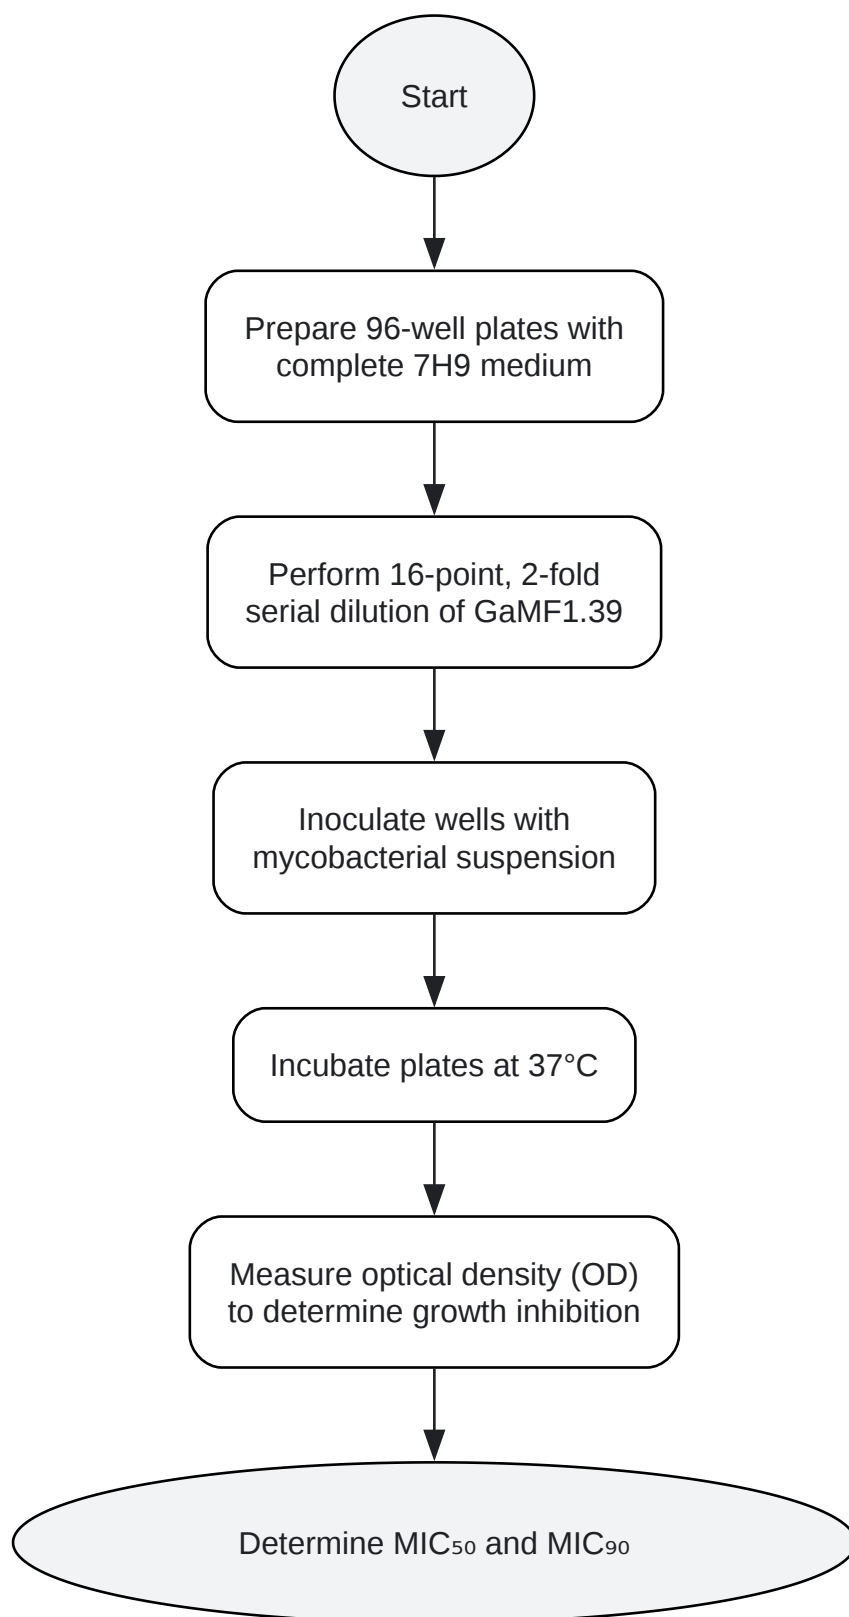 Start
Prepare 96-well plates with
complete 7H9 medium
Perform 16-point, 2-fold
serial dilution of GaMF1.39
Inoculate wells with
mycobacterial suspension
Incubate plates at 37°C
Measure optical density (OD)
to determine growth inhibition
Determine MIC₅₀ and MIC₉₀